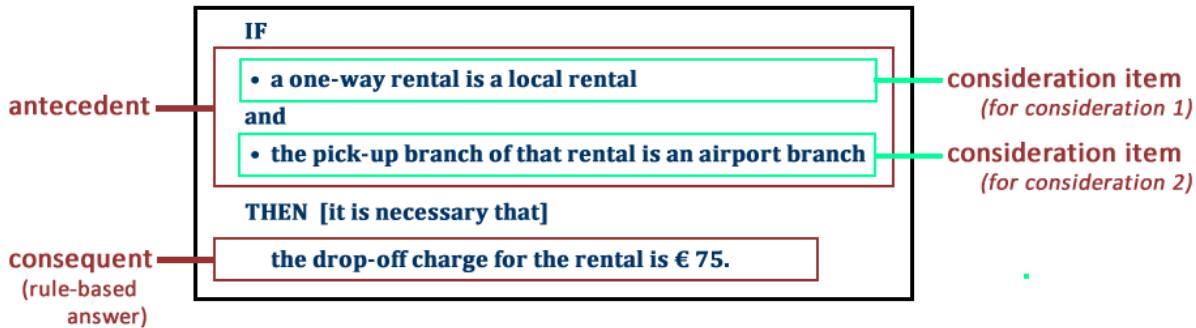 IF
• a one-way rental is a local rental
consideration item
(for consideration 1)
antecedent
and
• the pick-up branch of that rental is an airport branch
consideration item
(for consideration 2)
THEN [it is necessary that]
consequent
(rule-based
answer)
the drop-off charge for the rental is € 75.